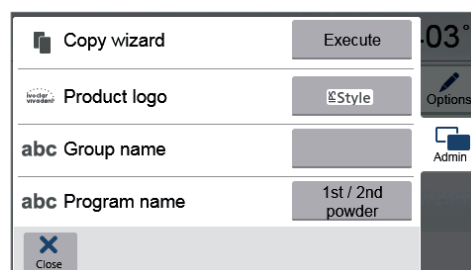 Copy wizard
Execute
03°
Product logo
Style
Options
abc Group name
Admin
abc Program name
1st / 2nd
powder
Close